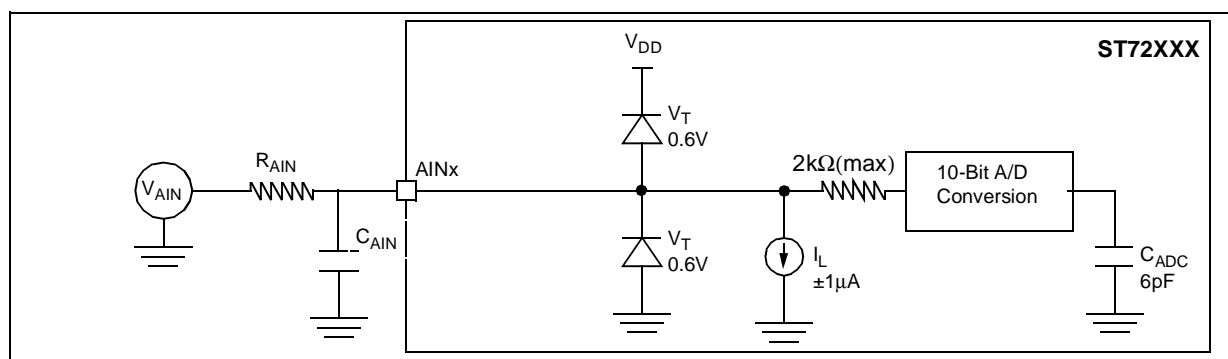 ST72XXX
V_DD
V_T
0.6V
R_AIN
AINx
2kΩ(max)
10-Bit A/D
Conversion
V_AIN
C_AIN
V_T
0.6V
I_L
±1μA
C_ADC
6pF